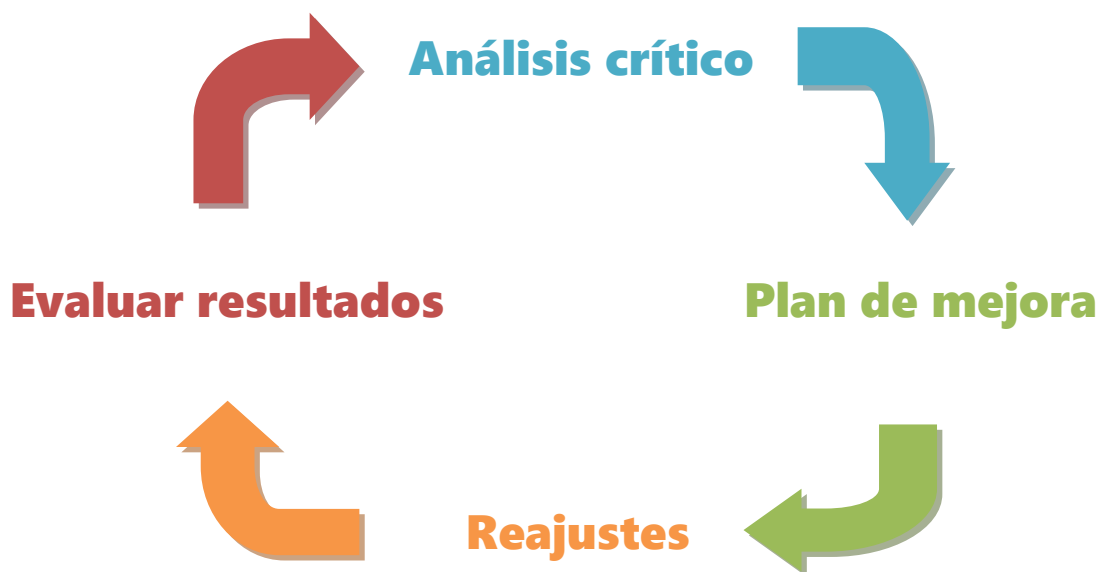 Análisis crítico
Evaluar resultados
Plan de mejora
Reajustes